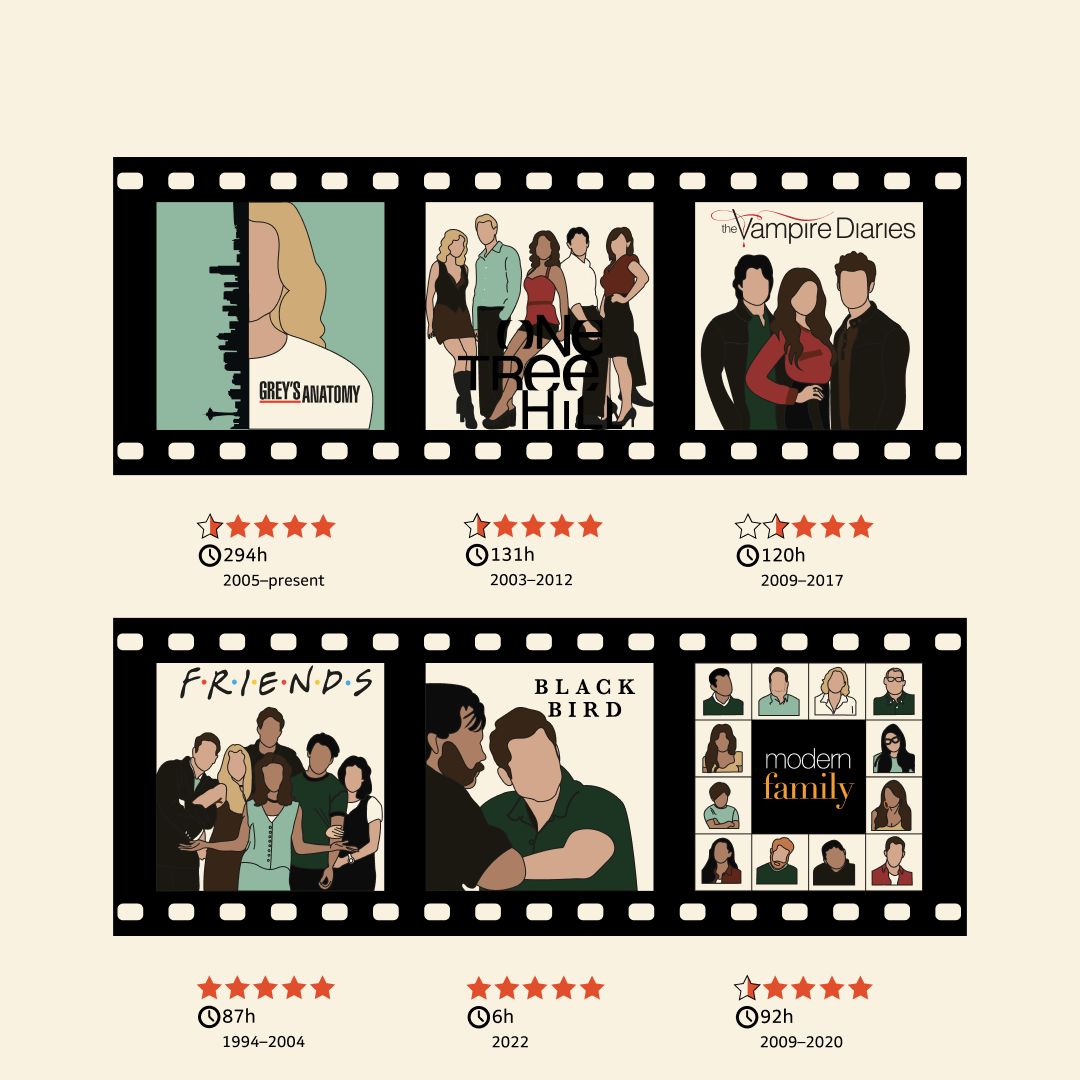 GREY'S ANATOMY
ONe
TRee
HiLL
the Vampire Diaries
294h
2005–present
131h
2003–2012
120h
2009–2017
F•R•I•E•N•D•S
BLACK
BIRD
modern
family
87h
1994–2004
6h
2022
92h
2009–2020